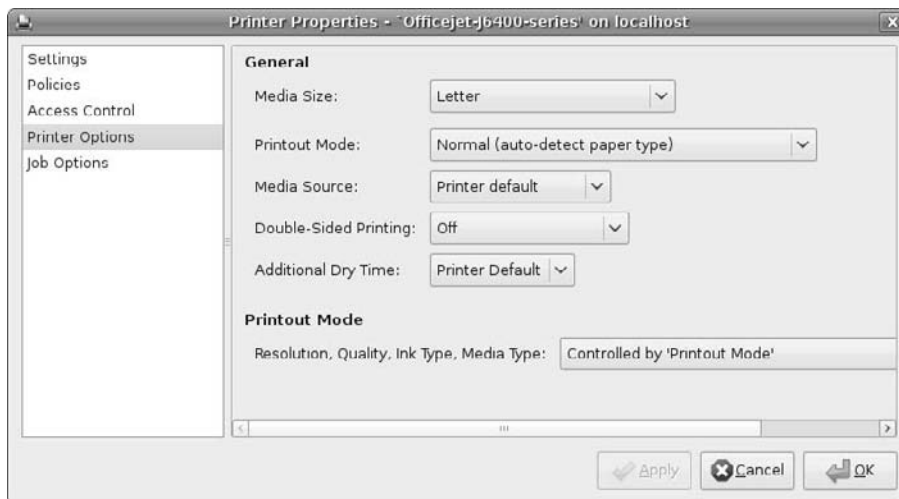 Printer Properties - `Officejet-J6400-series' on localhost
Settings
Policies
Access Control
Printer Options
Job Options
General
Media Size: Letter
Printout Mode: Normal (auto-detect paper type)
Media Source: Printer default
Double-Sided Printing: Off
Additional Dry Time: Printer Default
Printout Mode
Resolution, Quality, Ink Type, Media Type: Controlled by 'Printout Mode'
Apply Cancel OK